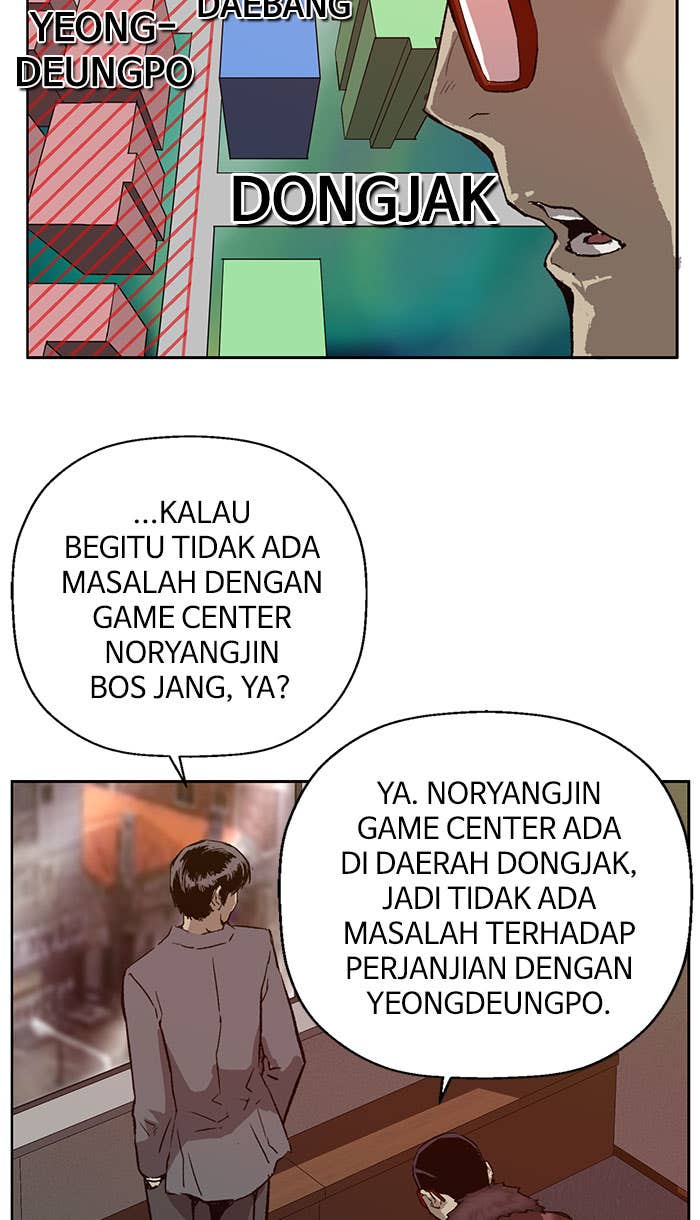 DAEBANG
YEONG-
DEUNGPO
DONGJAK
...KALAU
BEGITU TIDAK ADA
MASALAH DENGAN
GAME CENTER
NORYANGJIN
BOS JANG, YA?
YA. NORYANGJIN
GAME CENTER ADA
DI DAERAH DONGJAK,
JADI TIDAK ADA
MASALAH TERHADAP
PERJANJIAN DENGAN
YEONGDEUNGPO.